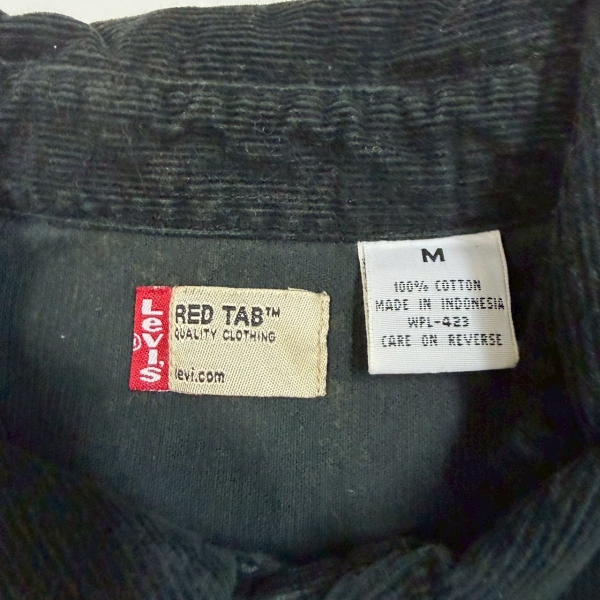 LEVI'S®
RED TAB™
QUALITY CLOTHING
levi.com
M
100% COTTON
MADE IN INDONESIA
WPL-423
CARE ON REVERSE